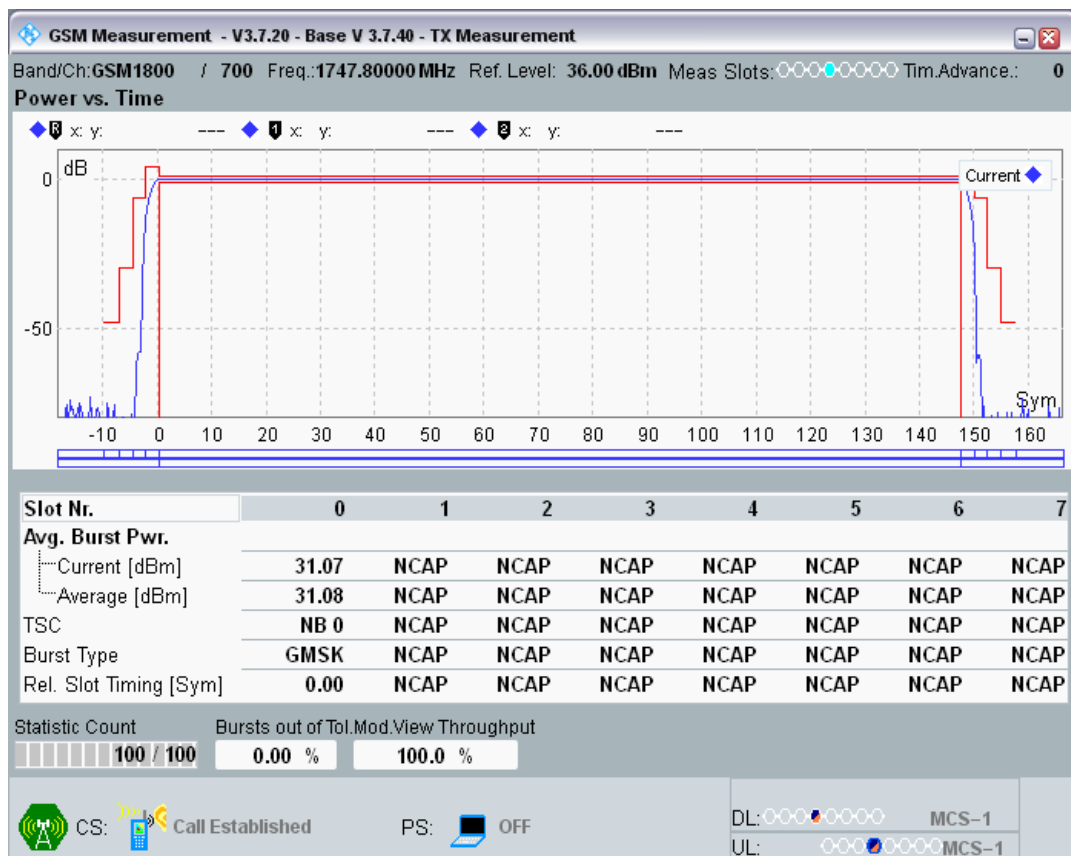 GSM Measurement - V3.7.20 - Base V 3.7.40 - TX Measurement
Band/Ch:GSM1800 / 700 Freq.:1747.80000 MHz Ref. Level: 36.00 dBm Meas Slots: Tim.Advance.: 0
Power vs. Time
R x: y: --- 1 x: y: --- 2 x: y: ---
dB
Current
0
-50
Sym
-10 0 10 20 30 40 50 60 70 80 90 100 110 120 130 140 150 160
Slot Nr. 0 1 2 3 4 5 6 7
Avg. Burst Pwr.
Current [dBm] 31.07 NCAP NCAP NCAP NCAP NCAP NCAP NCAP
Average [dBm] 31.08 NCAP NCAP NCAP NCAP NCAP NCAP NCAP
TSC NB 0 NCAP NCAP NCAP NCAP NCAP NCAP NCAP
Burst Type GMSK NCAP NCAP NCAP NCAP NCAP NCAP NCAP
Rel. Slot Timing [Sym] 0.00 NCAP NCAP NCAP NCAP NCAP NCAP NCAP
Statistic Count Bursts out of Tol.Mod.View Throughput
100 / 100 0.00 % 100.0 %
CS: Call Established PS: OFF DL: MCS-1
UL: MCS-1